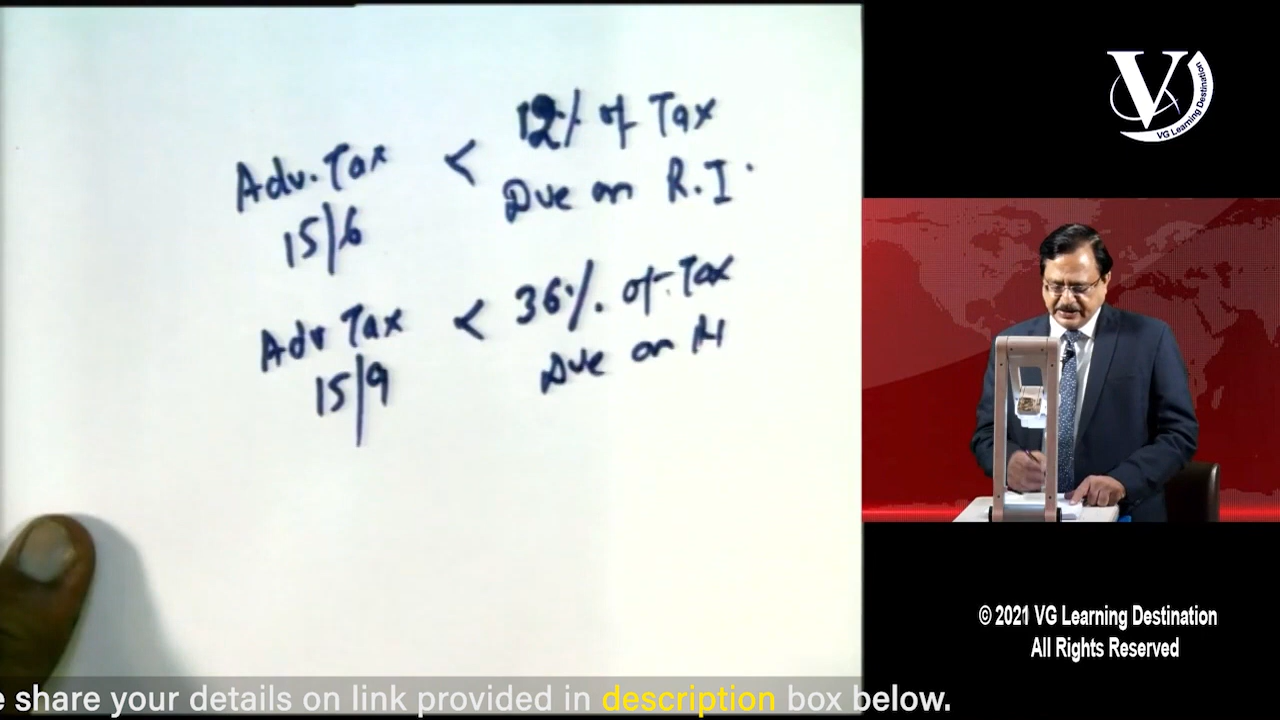 Adv. Tax < 12% of Tax
15/6 Due on R.I.
Adv Tax < 36%. of Tax
15/9 Due on
V
VG Learning Destination
© 2021 VG Learning Destination
All Rights Reserved
share your details on link provided in description box below.